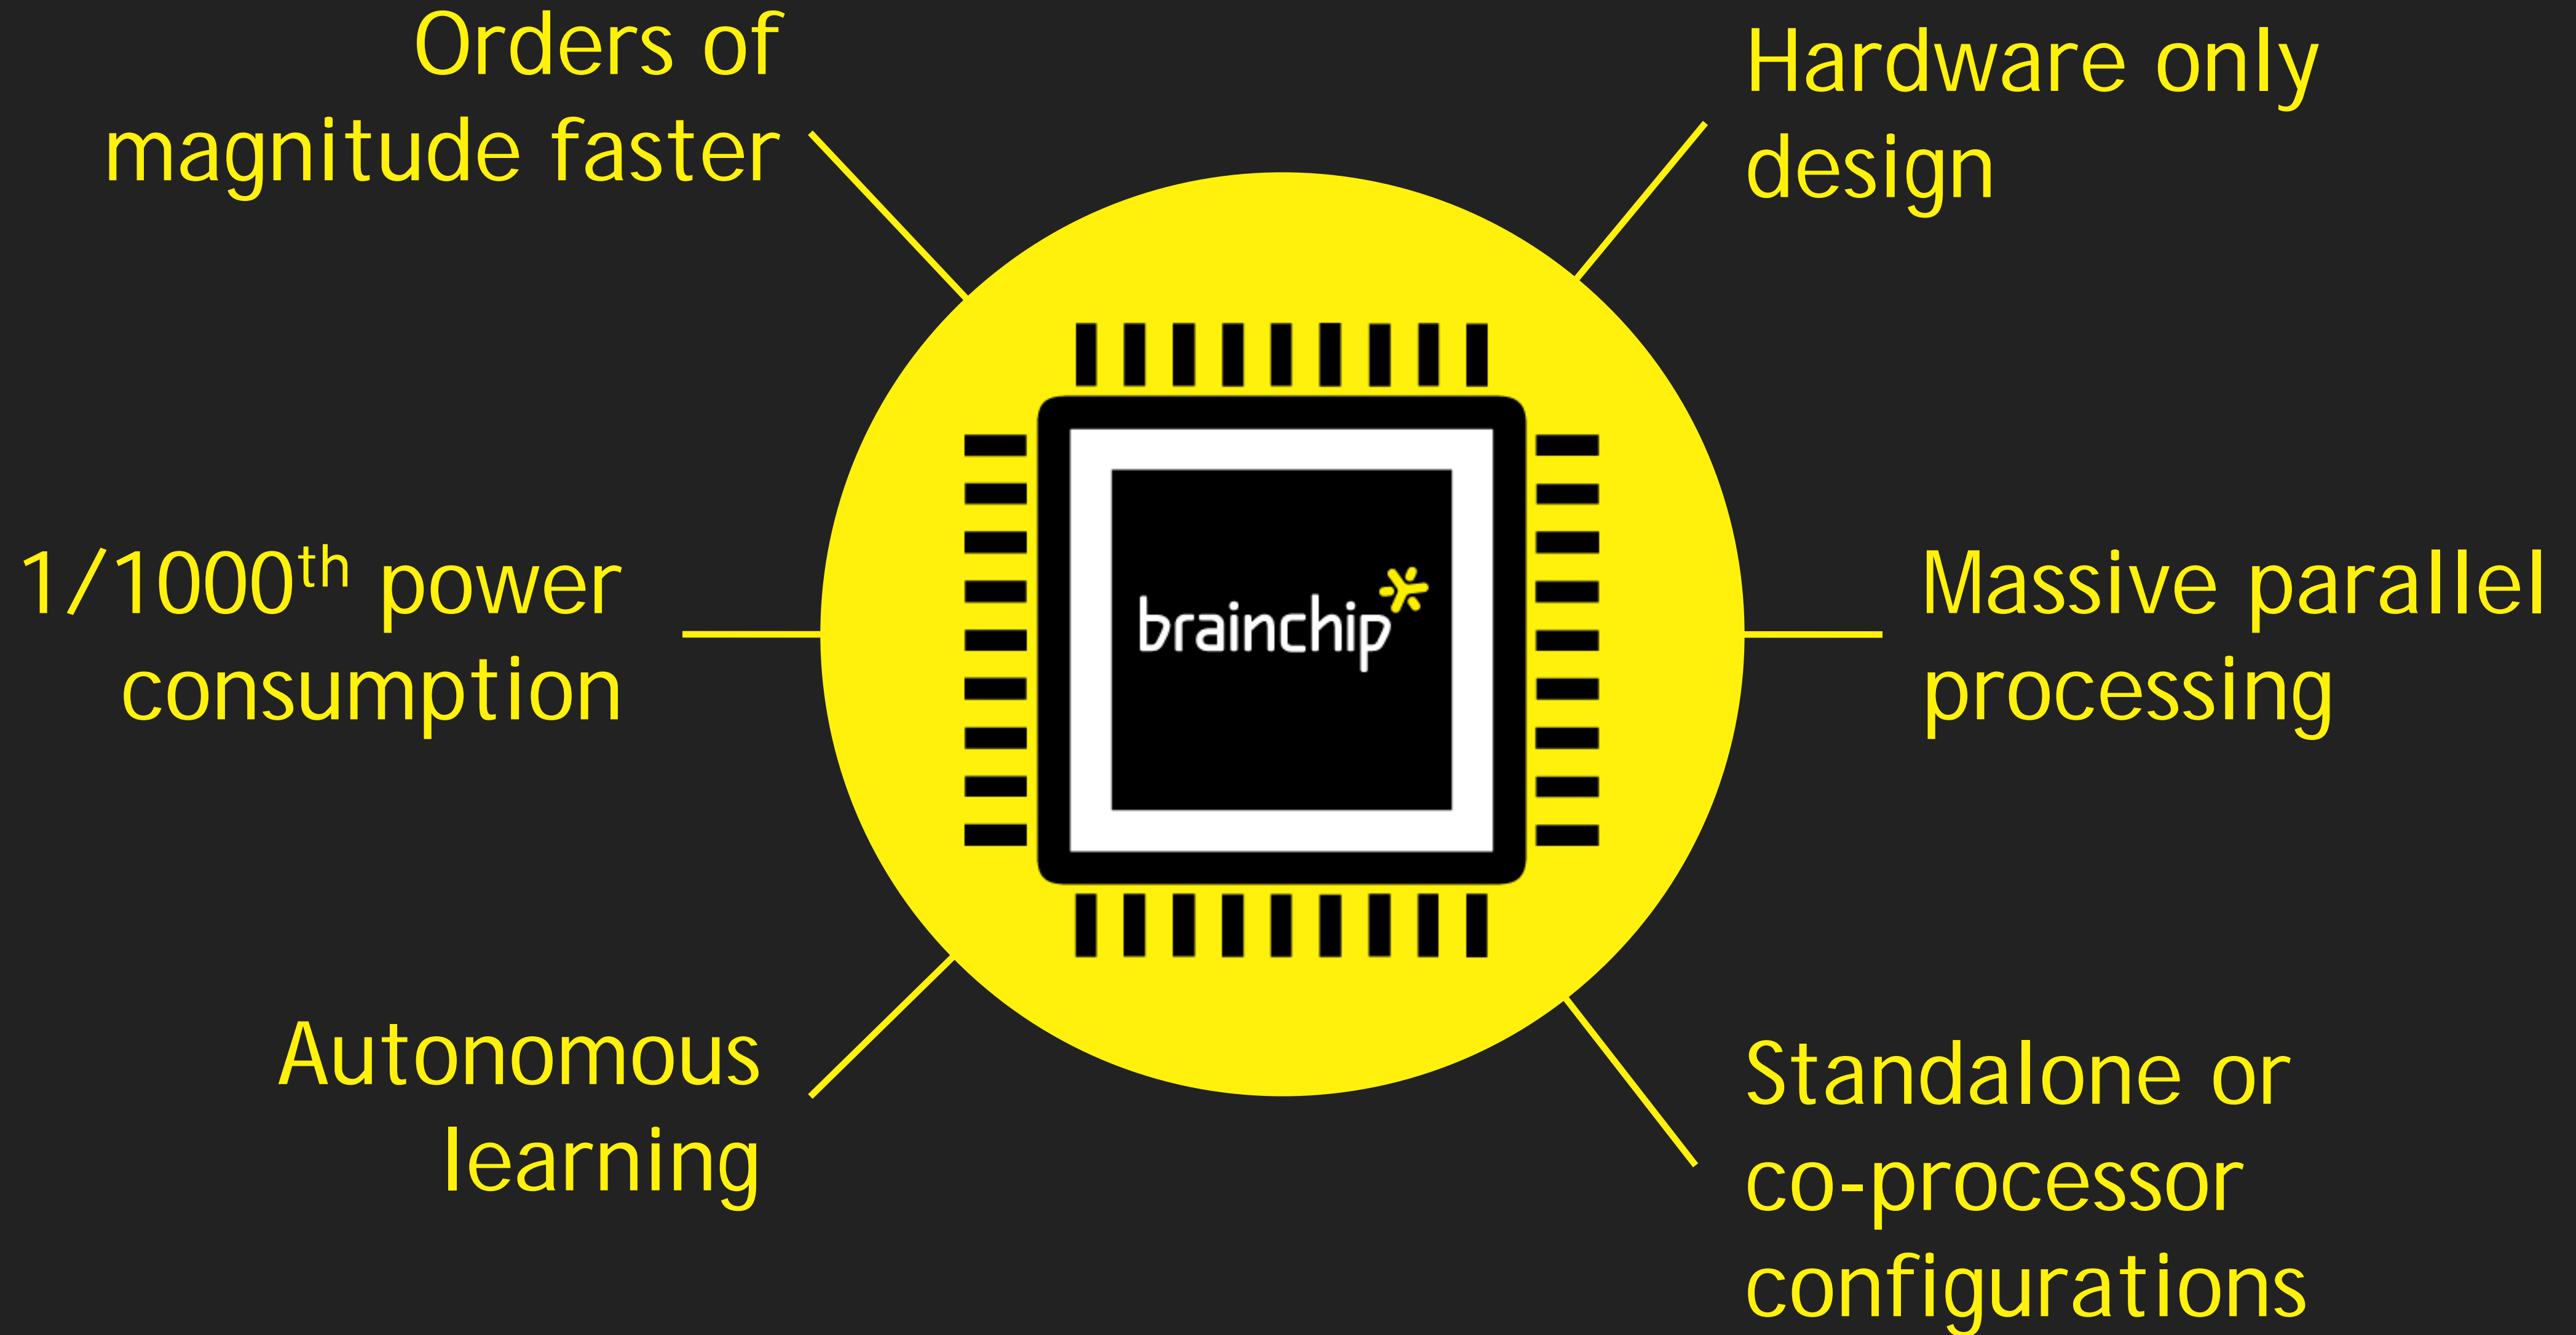 Orders of
magnitude faster
Hardware only
design
1/1000th power
consumption
brainchip
Massive parallel
processing
Autonomous
learning
Standalone or
co-processor
configurations